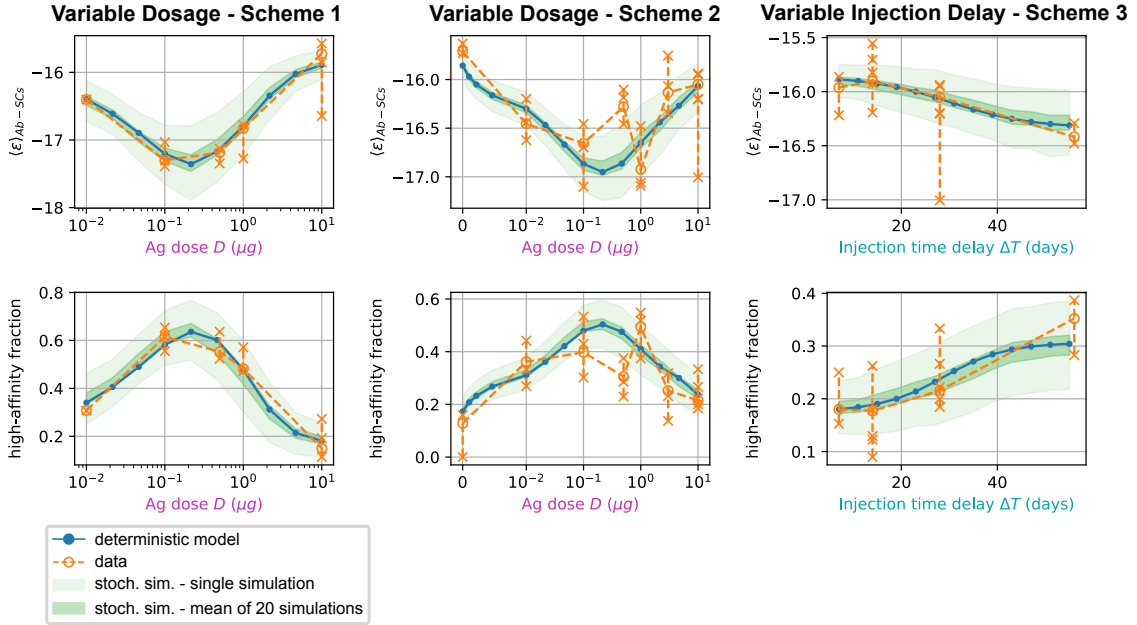 Variable Dosage - Scheme 1
Variable Dosage - Scheme 2
Variable Injection Delay - Scheme 3
⟨ε⟩Ab−SCs
−16
−17
−18
10⁻² 10⁻¹ 10⁰ 10¹
Ag dose D (μg)
⟨ε⟩Ab−SCs
−16.0
−16.5
−17.0
0 10⁻² 10⁻¹ 10⁰ 10¹
Ag dose D (μg)
⟨ε⟩Ab−SCs
−15.5
−16.0
−16.5
−17.0
20 40
Injection time delay ΔT (days)
high-affinity fraction
0.8
0.6
0.4
0.2
10⁻² 10⁻¹ 10⁰ 10¹
Ag dose D (μg)
high-affinity fraction
0.6
0.4
0.2
0.0
0 10⁻² 10⁻¹ 10⁰ 10¹
Ag dose D (μg)
high-affinity fraction
0.4
0.3
0.2
0.1
20 40
Injection time delay ΔT (days)
deterministic model
data
stoch. sim. - single simulation
stoch. sim. - mean of 20 simulations